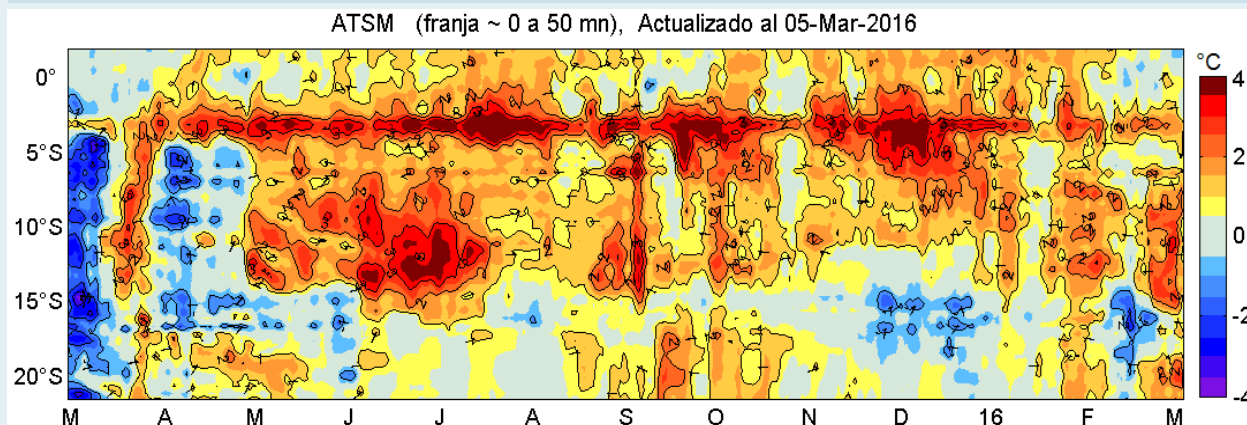 ATSM (franja ~ 0 a 50 mn), Actualizado al 05-Mar-2016
°C
0°
5°S
10°S
15°S
20°S
4
2
0
-2
-4
M A M J J A S O N D 16 F M